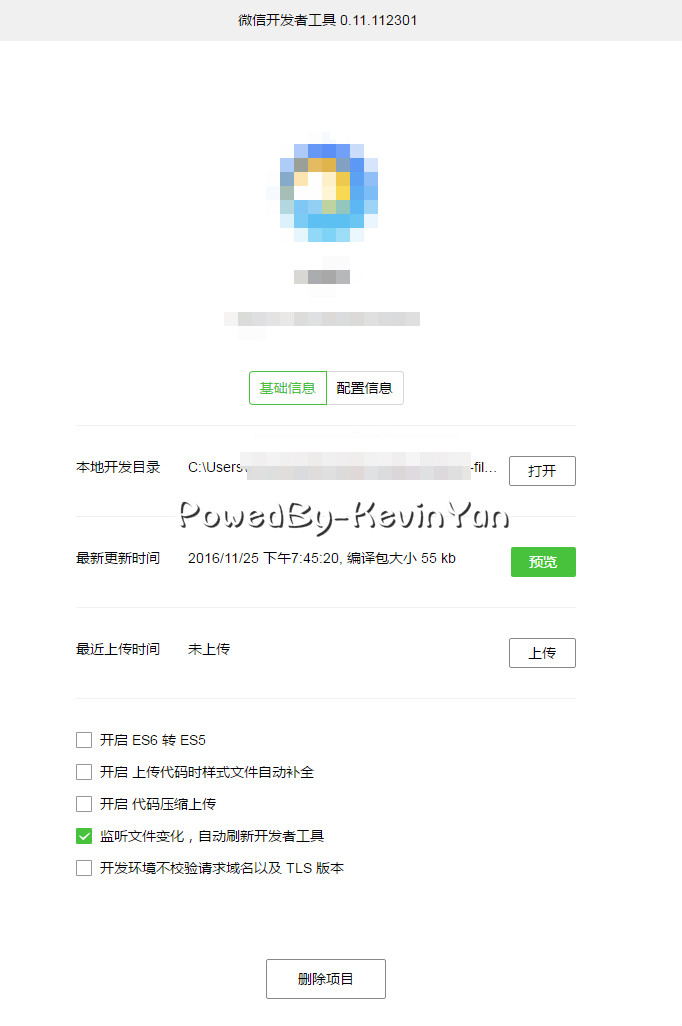 微信开发者工具 0.11.112301
基础信息 配置信息
本地开发目录 C:\Users\ -fil... 打开
PowedBy-KevinYan
最新更新时间 2016/11/25 下午7:45:20, 编译包大小 55 kb 预览
最近上传时间 未上传 上传
开启 ES6 转 ES5
开启 上传代码时样式文件自动补全
开启 代码压缩上传
监听文件变化，自动刷新开发者工具
开发环境不校验请求域名以及 TLS 版本
删除项目